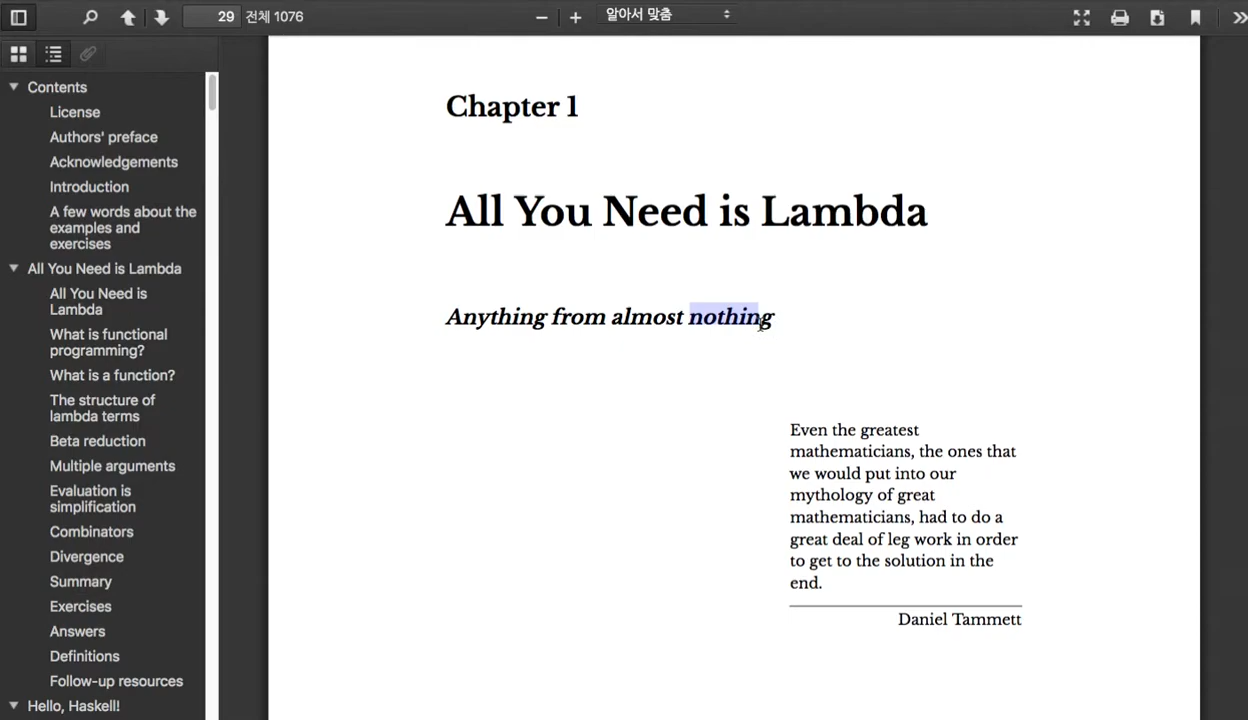 29 전체 1076
알아서 맞춤
Contents
License
Authors' preface
Acknowledgements
Introduction
A few words about the
examples and
exercises
All You Need is Lambda
All You Need is
Lambda
What is functional
programming?
What is a function?
The structure of
lambda terms
Beta reduction
Multiple arguments
Evaluation is
simplification
Combinators
Divergence
Summary
Exercises
Answers
Definitions
Follow-up resources
Hello, Haskell!
Chapter 1
All You Need is Lambda
Anything from almost nothing
Even the greatest
mathematicians, the ones that
we would put into our
mythology of great
mathematicians, had to do a
great deal of leg work in order
to get to the solution in the
end.
Daniel Tammett